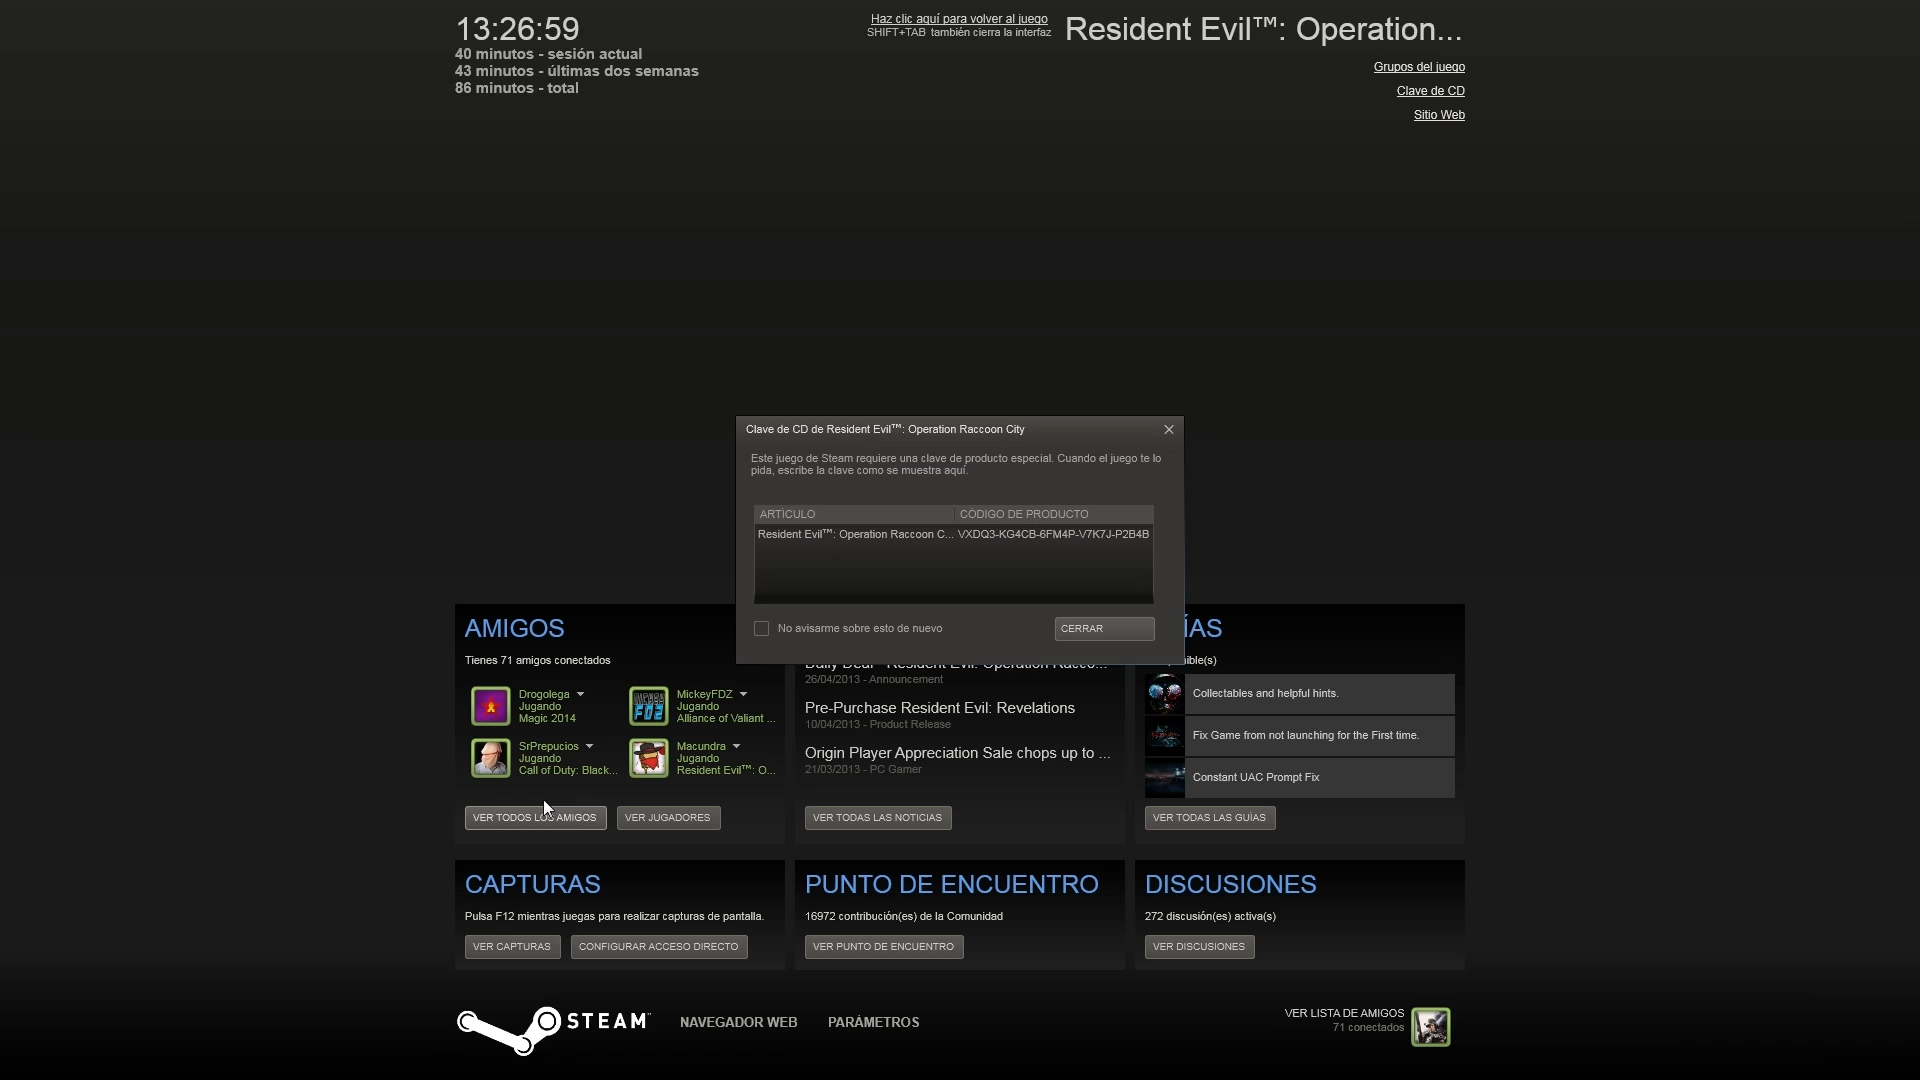 13:26:59
40 minutos - sesión actual
43 minutos - últimas dos semanas
86 minutos - total
Haz clic aquí para volver al juego
SHIFT+TAB también cierra la interfaz
Resident Evil™: Operation...
Grupos del juego
Clave de CD
Sitio Web
Clave de CD de Resident Evil™: Operation Raccoon City
Este juego de Steam requiere una clave de producto especial. Cuando el juego te lo
pida, escribe la clave como se muestra aquí.
ARTÍCULO CÓDIGO DE PRODUCTO
Resident Evil™: Operation Raccoon C... VXDQ3-KG4CB-6FM4P-V7K7J-P2B4B
No avisarme sobre esto de nuevo
CERRAR
AMIGOS
Tienes 71 amigos conectados
Drogolega
Jugando
Magic 2014
MickeyFDZ
Jugando
Alliance of Valiant ...
SrPrepucios
Jugando
Call of Duty: Black...
Macundra
Jugando
Resident Evil™: O...
VER TODOS LOS AMIGOS
VER JUGADORES
Daily Deal - Resident Evil: Operation Racco...
26/04/2013 - Announcement
Pre-Purchase Resident Evil: Revelations
10/04/2013 - Product Release
Origin Player Appreciation Sale chops up to ...
21/03/2013 - PC Gamer
VER TODAS LAS NOTICIAS
ÍAS
ible(s)
Collectables and helpful hints.
Fix Game from not launching for the First time.
Constant UAC Prompt Fix
VER TODAS LAS GUÍAS
CAPTURAS
Pulsa F12 mientras juegas para realizar capturas de pantalla.
VER CAPTURAS
CONFIGURAR ACCESO DIRECTO
PUNTO DE ENCUENTRO
16972 contribución(es) de la Comunidad
VER PUNTO DE ENCUENTRO
DISCUSIONES
272 discusión(es) activa(s)
VER DISCUSIONES
STEAM™
NAVEGADOR WEB
PARÁMETROS
VER LISTA DE AMIGOS
71 conectados